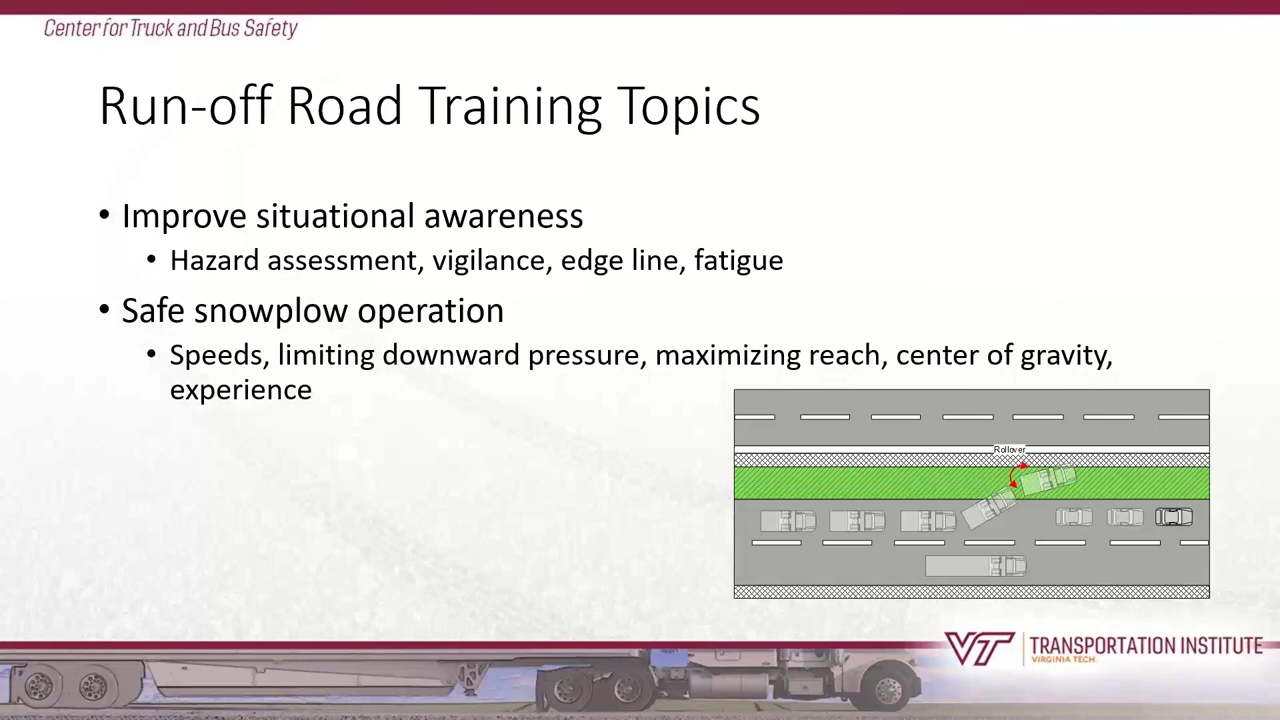 Center for Truck and Bus Safety
Run-off Road Training Topics
• Improve situational awareness
• Hazard assessment, vigilance, edge line, fatigue
• Safe snowplow operation
• Speeds, limiting downward pressure, maximizing reach, center of gravity,
experience
Rollover
VT TRANSPORTATION INSTITUTE
VIRGINIA TECH